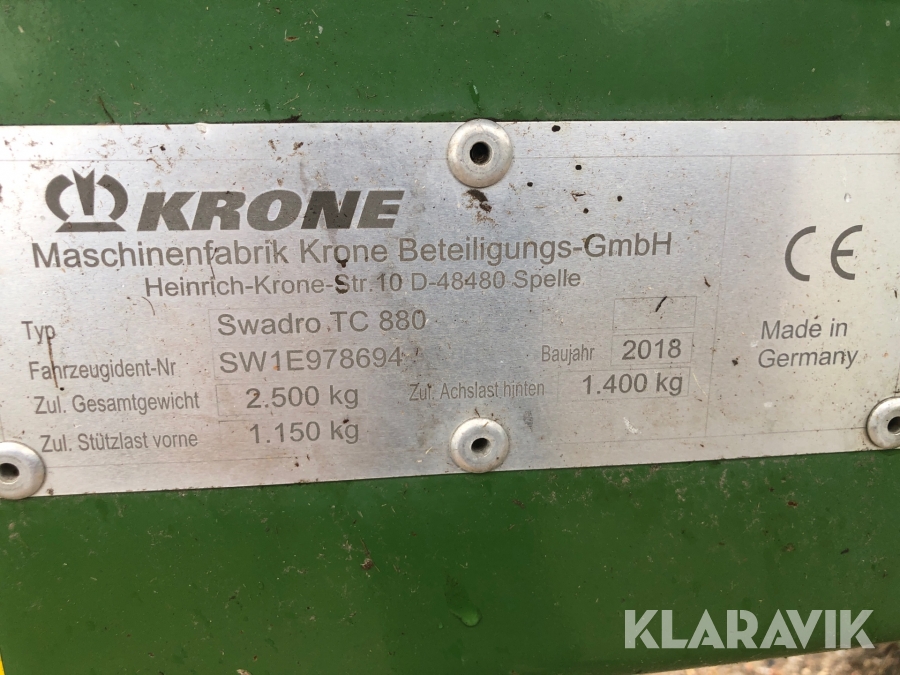 KRONE
Maschinenfabrik Krone Beteiligungs-GmbH
Heinrich-Krone-Str.10 D-48480 Spelle
CE
Typ Swadro TC 880
Fahrzeugident-Nr SW1E978694 Baujahr 2018
Zul. Gesamtgewicht 2.500 kg Zul. Achslast hinten 1.400 kg
Zul. Stützlast vorne 1.150 kg
Made in
Germany
KLARAVIK